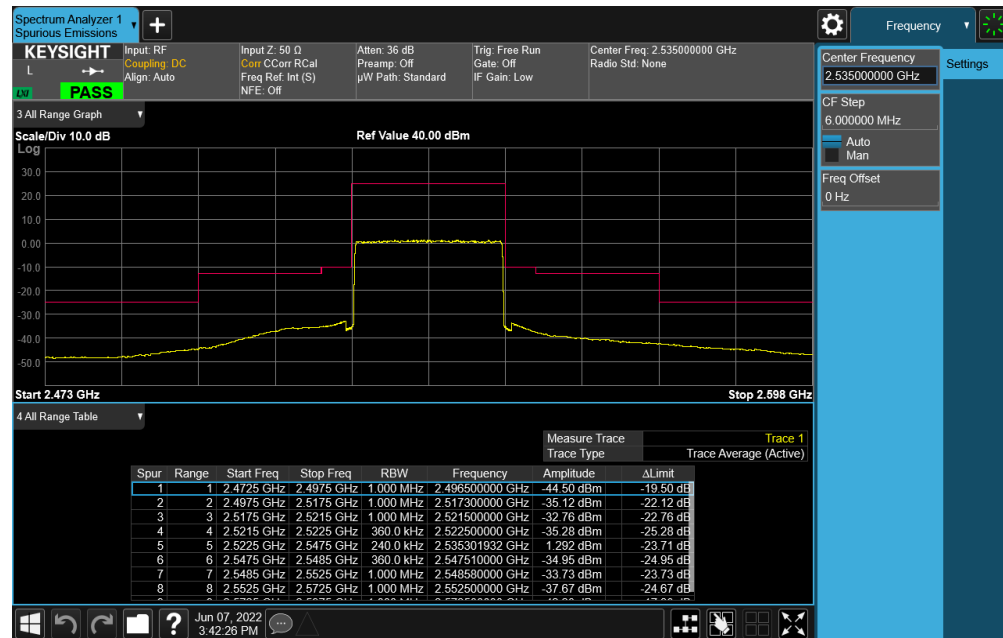 Spectrum Analyzer 1
Spurious Emissions
Frequency
KEYSIGHT
L
LXI
PASS
Input: RF
Coupling: DC
Align: Auto
Input Z: 50 Ω
Corr CCorr RCal
Freq Ref: Int (S)
NFE: Off
Atten: 36 dB
Preamp: Off
µW Path: Standard
Trig: Free Run
Gate: Off
IF Gain: Low
Center Freq: 2.535000000 GHz
Radio Std: None
Center Frequency
2.535000000 GHz
Settings
CF Step
6.000000 MHz
Auto
Man
Freq Offset
0 Hz
3 All Range Graph
Scale/Div 10.0 dB
Ref Value 40.00 dBm
Log
30.0
20.0
10.0
0.00
-10.0
-20.0
-30.0
-40.0
-50.0
Start 2.473 GHz
Stop 2.598 GHz
4 All Range Table
Measure Trace Trace 1
Trace Type Trace Average (Active)
Spur Range Start Freq Stop Freq RBW Frequency Amplitude ΔLimit
1 1 2.4725 GHz 2.4975 GHz 1.000 MHz 2.496500000 GHz -44.50 dBm -19.50 dB
2 2 2.4975 GHz 2.5175 GHz 1.000 MHz 2.517300000 GHz -35.12 dBm -22.12 dB
3 3 2.5175 GHz 2.5215 GHz 1.000 MHz 2.521500000 GHz -32.76 dBm -22.76 dB
4 4 2.5215 GHz 2.5225 GHz 360.0 kHz 2.522500000 GHz -35.28 dBm -25.28 dB
5 5 2.5225 GHz 2.5475 GHz 240.0 kHz 2.535301932 GHz 1.292 dBm -23.71 dB
6 6 2.5475 GHz 2.5485 GHz 360.0 kHz 2.547510000 GHz -34.95 dBm -24.95 dB
7 7 2.5485 GHz 2.5525 GHz 1.000 MHz 2.548580000 GHz -33.73 dBm -23.73 dB
8 8 2.5525 GHz 2.5725 GHz 1.000 MHz 2.552500000 GHz -37.67 dBm -24.67 dB
?
Jun 07, 2022
3:42:26 PM